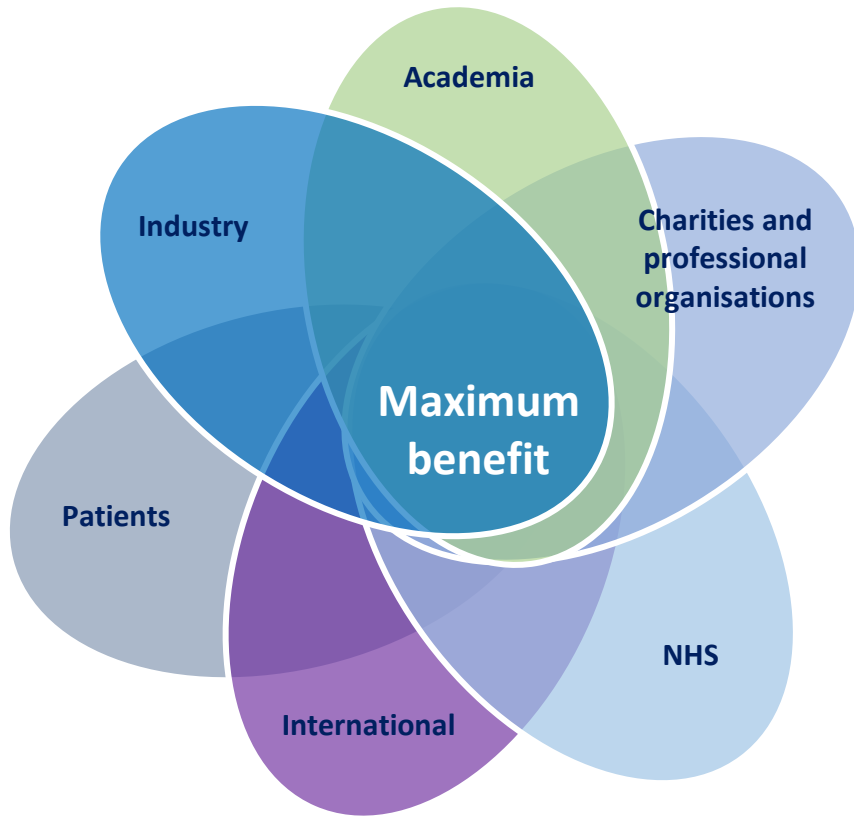 Academia
Industry
Charities and
professional
organisations
Maximum
benefit
Patients
NHS
International